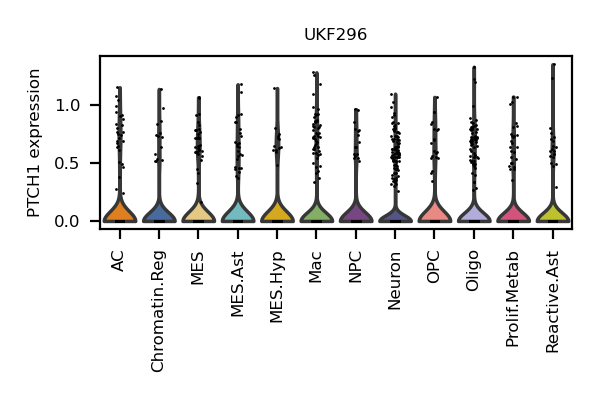 UKF296
PTCH1 expression
1.0
0.5
0.0
AC
Chromatin.Reg
MES
MES.Ast
MES.Hyp
Mac
NPC
Neuron
OPC
Oligo
Prolif.Metab
Reactive.Ast